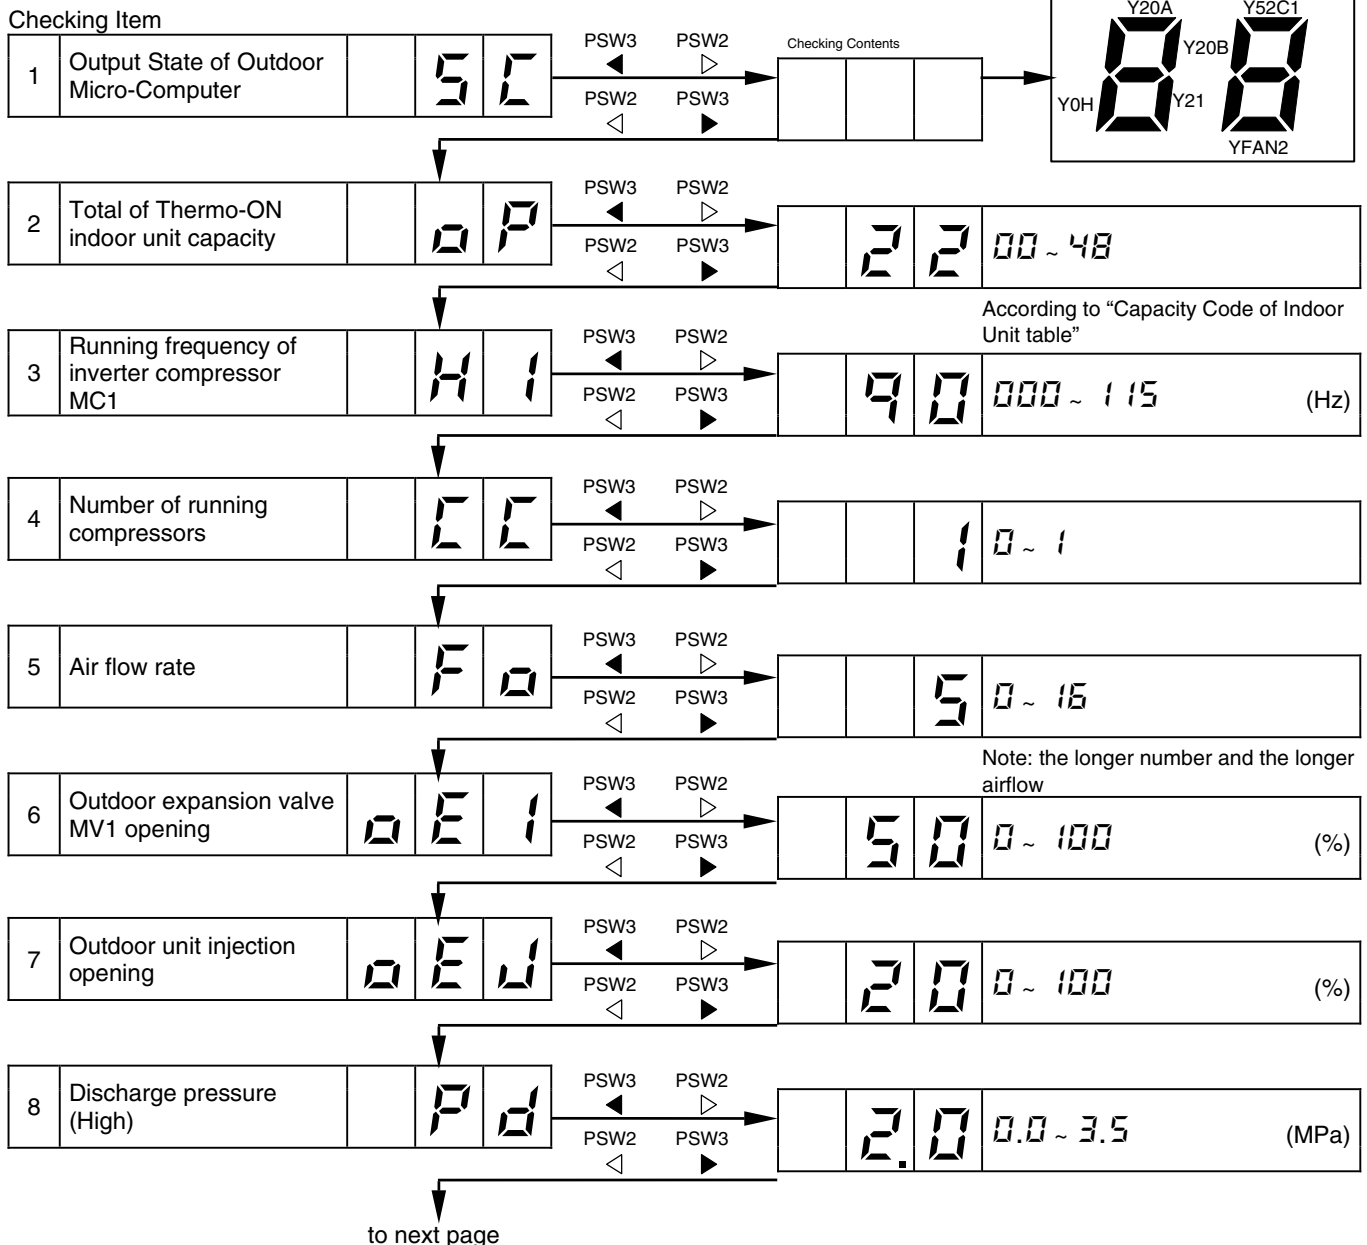 Checking Item
Y20A Y52C1
Y20B
Y0H Y21
YFAN2
1 Output State of Outdoor
Micro-Computer
SC
PSW3 PSW2
PSW2 PSW3
Checking Contents
2 Total of Thermo-ON
indoor unit capacity
oP
PSW3 PSW2
PSW2 PSW3
22 00 ~ 48
According to “Capacity Code of Indoor
Unit table”
3 Running frequency of
inverter compressor
MC1
H1
PSW3 PSW2
PSW2 PSW3
90 000 ~ 115 (Hz)
4 Number of running
compressors
CC
PSW3 PSW2
PSW2 PSW3
1 0 ~ 1
5 Air flow rate
Fo
PSW3 PSW2
PSW2 PSW3
5 0 ~ 16
Note: the longer number and the longer
airflow
6 Outdoor expansion valve
MV1 opening
oE1
PSW3 PSW2
PSW2 PSW3
50 0 ~ 100 (%)
7 Outdoor unit injection
opening
oEJ
PSW3 PSW2
PSW2 PSW3
20 0 ~ 100 (%)
8 Discharge pressure
(High)
Pd
PSW3 PSW2
PSW2 PSW3
2.0 0.0 ~ 3.5 (MPa)
to next page